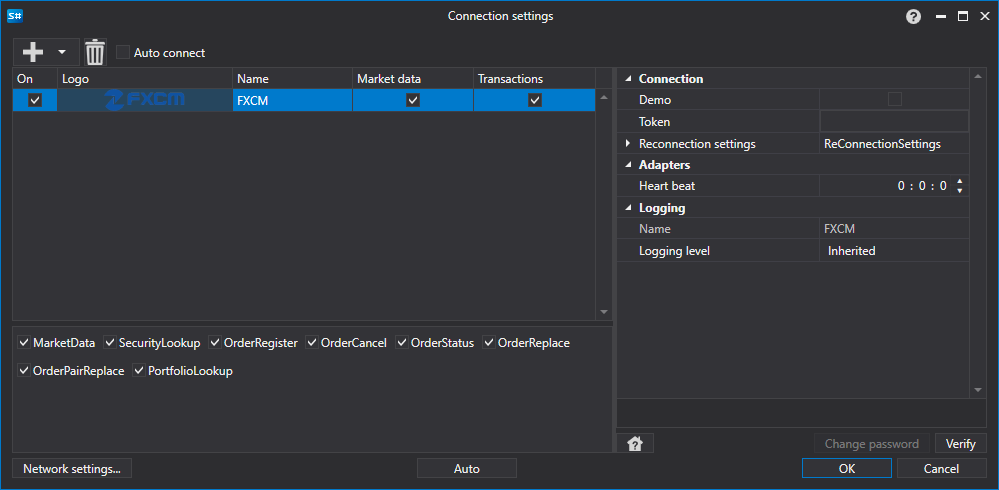 S#
Connection settings
Auto connect
On Logo Name Market data Transactions
FXCM FXCM
MarketData SecurityLookup OrderRegister OrderCancel OrderStatus OrderReplace
OrderPairReplace PortfolioLookup
Connection
Demo
Token
Reconnection settings ReConnectionSettings
Adapters
Heart beat 0 : 0 : 0
Logging
Name FXCM
Logging level Inherited
Change password Verify
Network settings... Auto OK Cancel